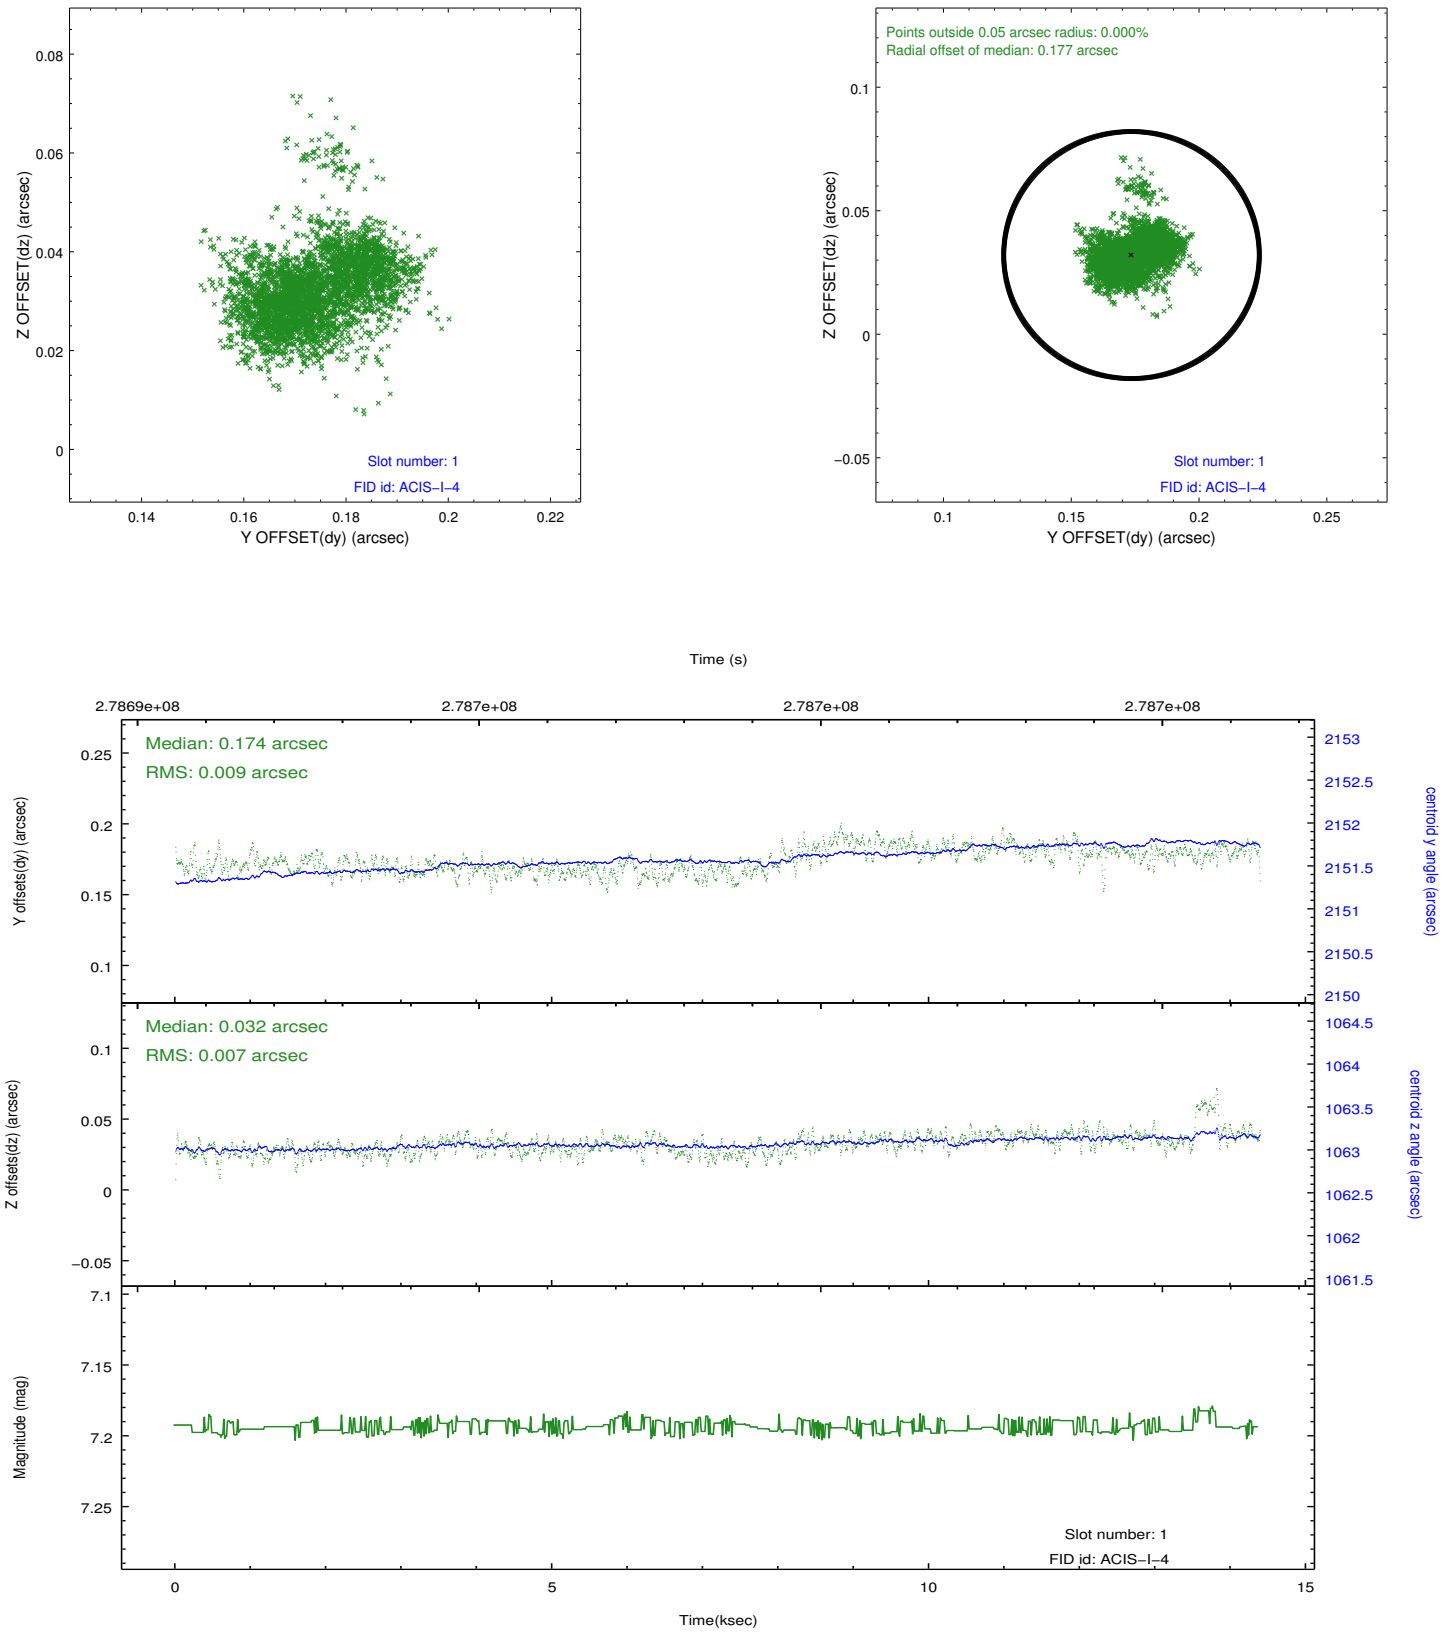 0.08
0.06
0.04
0.02
0
Z OFFSET(dz) (arcsec)
Slot number: 1
FID id: ACIS−I−4
0.14 0.16 0.18 0.2 0.22
Y OFFSET(dy) (arcsec)
Points outside 0.05 arcsec radius: 0.000%
Radial offset of median: 0.177 arcsec
0.1
0.05
0
−0.05
Z OFFSET(dz) (arcsec)
Slot number: 1
FID id: ACIS−I−4
0.1 0.15 0.2 0.25
Y OFFSET(dy) (arcsec)
Time (s)
2.7869e+08 2.787e+08 2.787e+08 2.787e+08
Median: 0.174 arcsec
RMS: 0.009 arcsec
0.25
0.2
0.15
0.1
Y offsets(dy) (arcsec)
2153
2152.5
2152
2151.5
2151
2150.5
2150
centroid y angle (arcsec)
Median: 0.032 arcsec
RMS: 0.007 arcsec
0.1
0.05
0
−0.05
Z offsets(dz) (arcsec)
1064.5
1064
1063.5
1063
1062.5
1062
1061.5
centroid z angle (arcsec)
7.1
7.15
7.2
7.25
Magnitude (mag)
Slot number: 1
FID id: ACIS−I−4
0 5 10 15
Time(ksec)